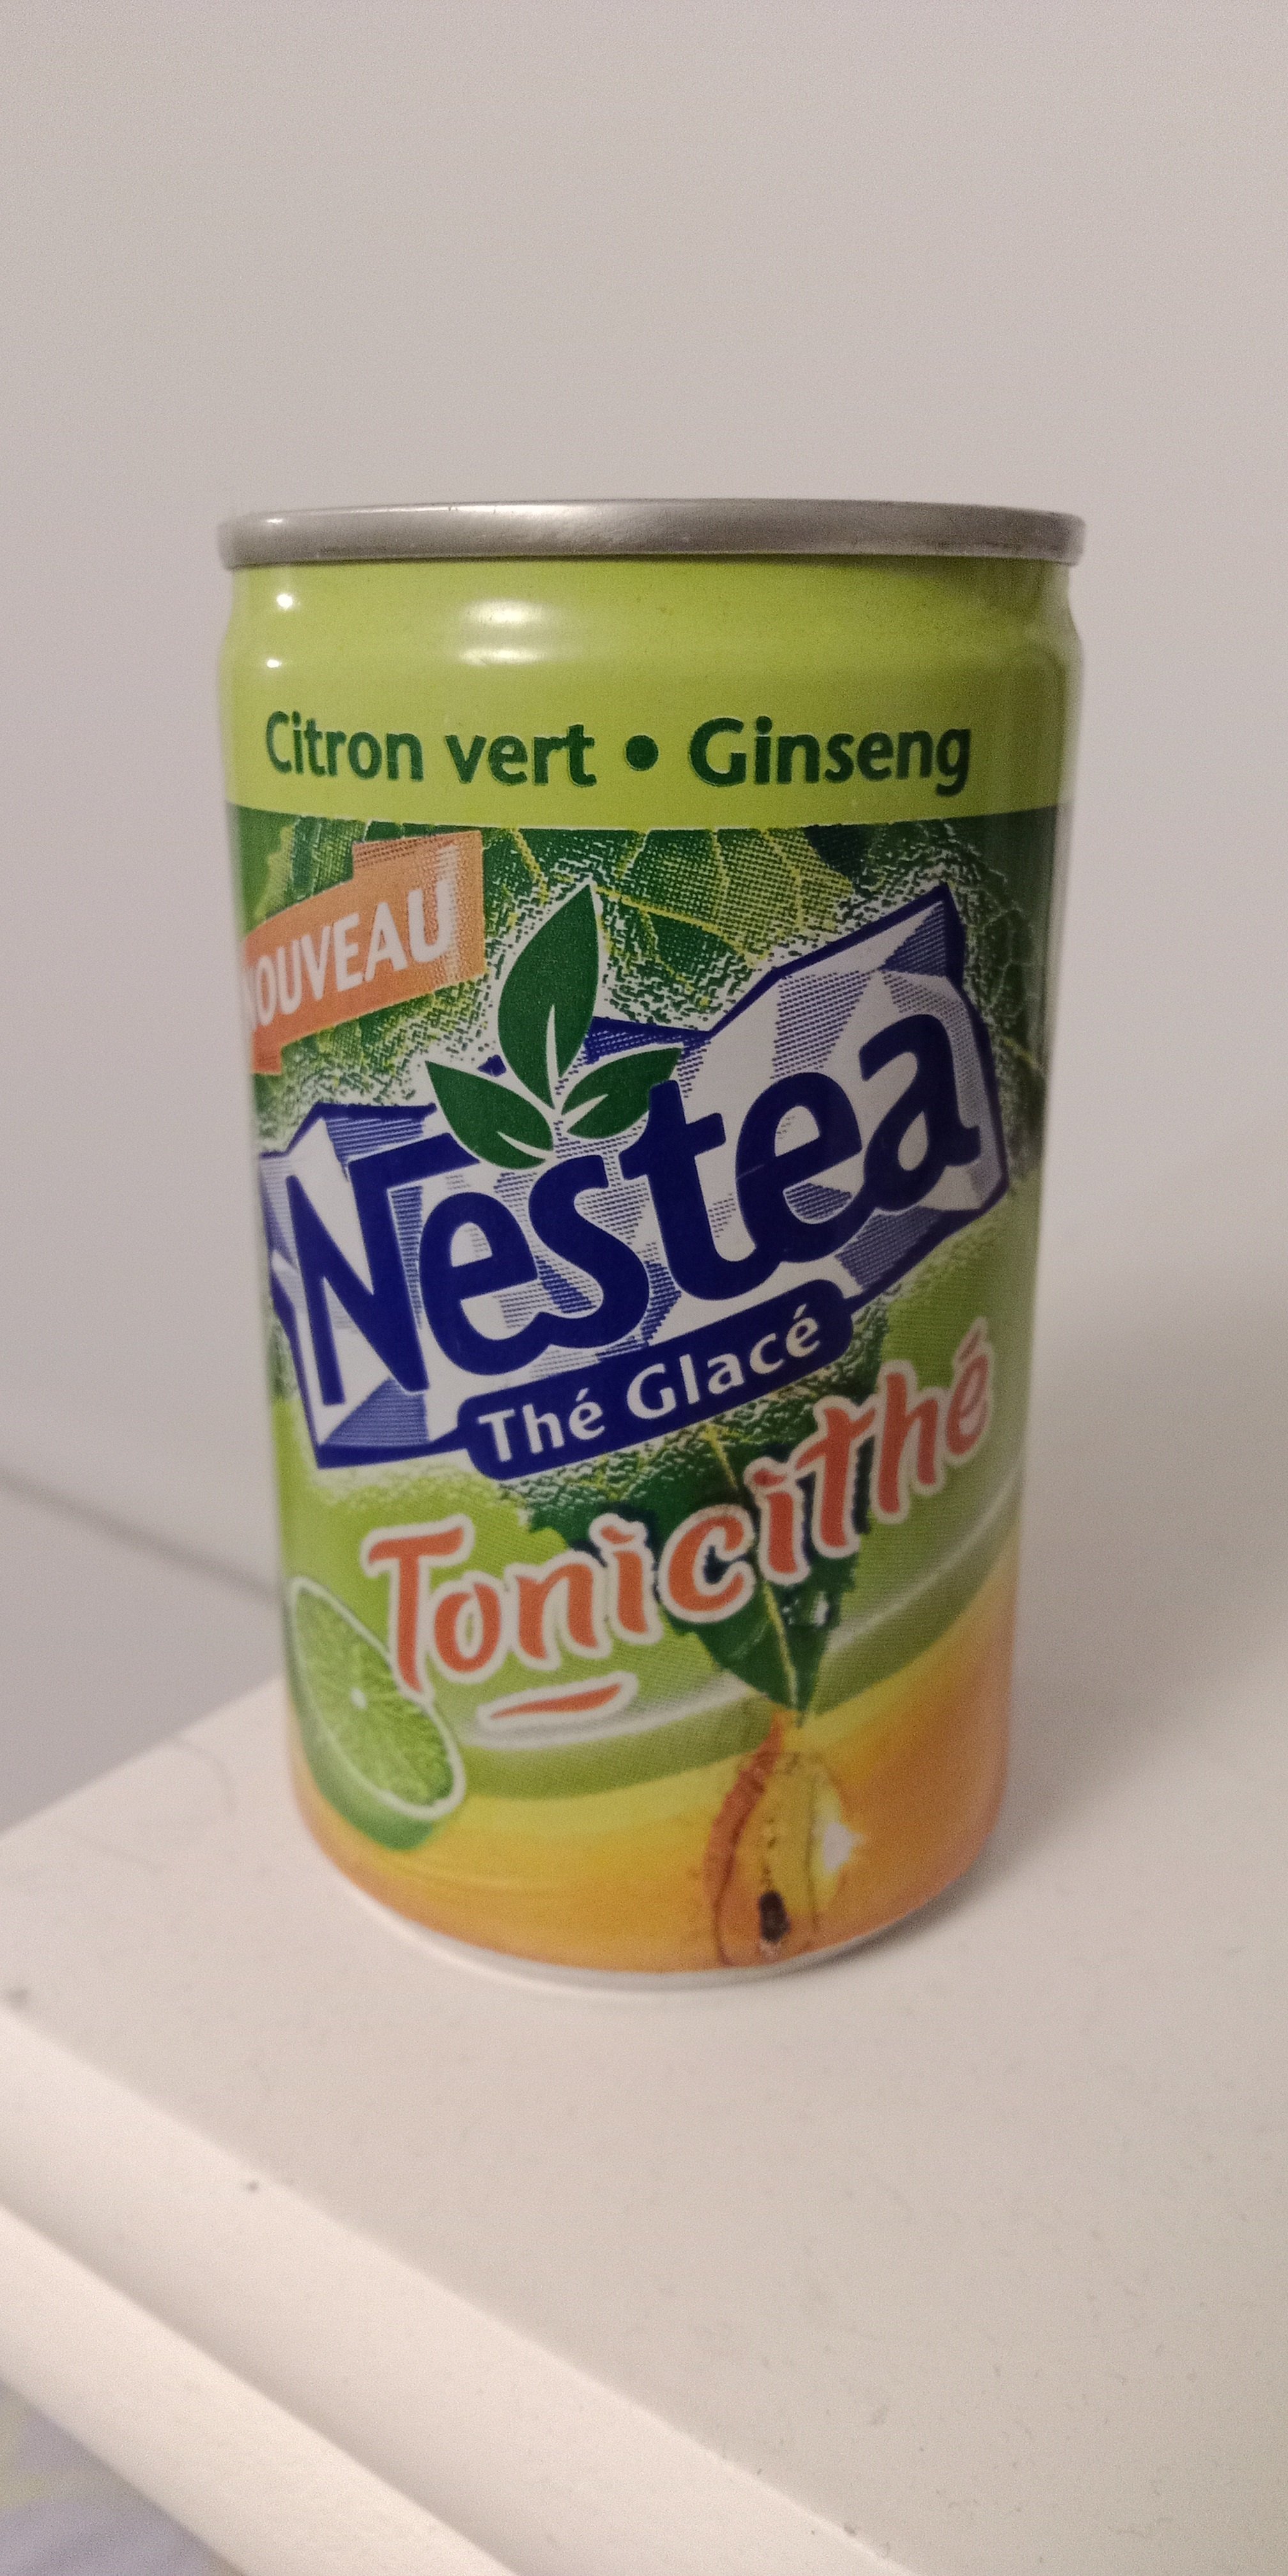 Citron vert • Ginseng
NOUVEAU
Nestea
Thé Glacé
Tonicithé